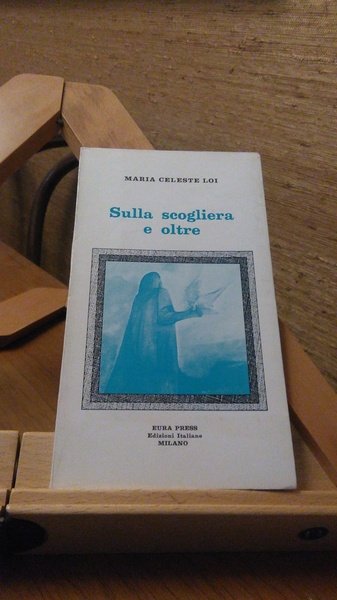 MARIA CELESTE LOI
Sulla scogliera
e oltre
EURA PRESS
Edizioni Italiane
MILANO